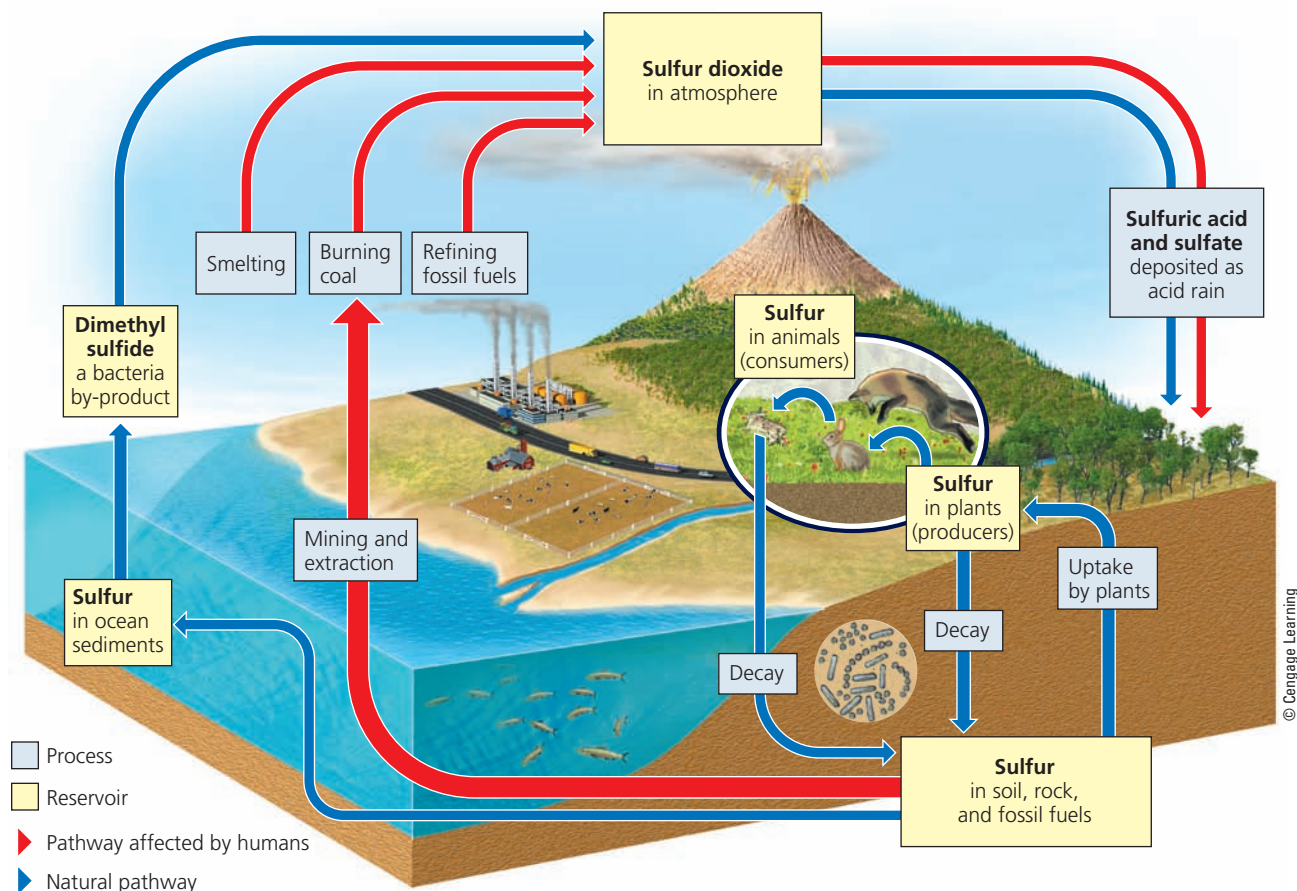 Sulfur dioxide
in atmosphere
Smelting
Burning
coal
Refining
fossil fuels
Sulfuric acid
and sulfate
deposited as
acid rain
Dimethyl
sulfide
a bacteria
by-product
Sulfur
in animals
(consumers)
Sulfur
in plants
(producers)
Mining and
extraction
Uptake
by plants
Sulfur
in ocean
sediments
Decay
Decay
Sulfur
in soil, rock,
and fossil fuels
Process
Reservoir
Pathway affected by humans
Natural pathway
© Cengage Learning